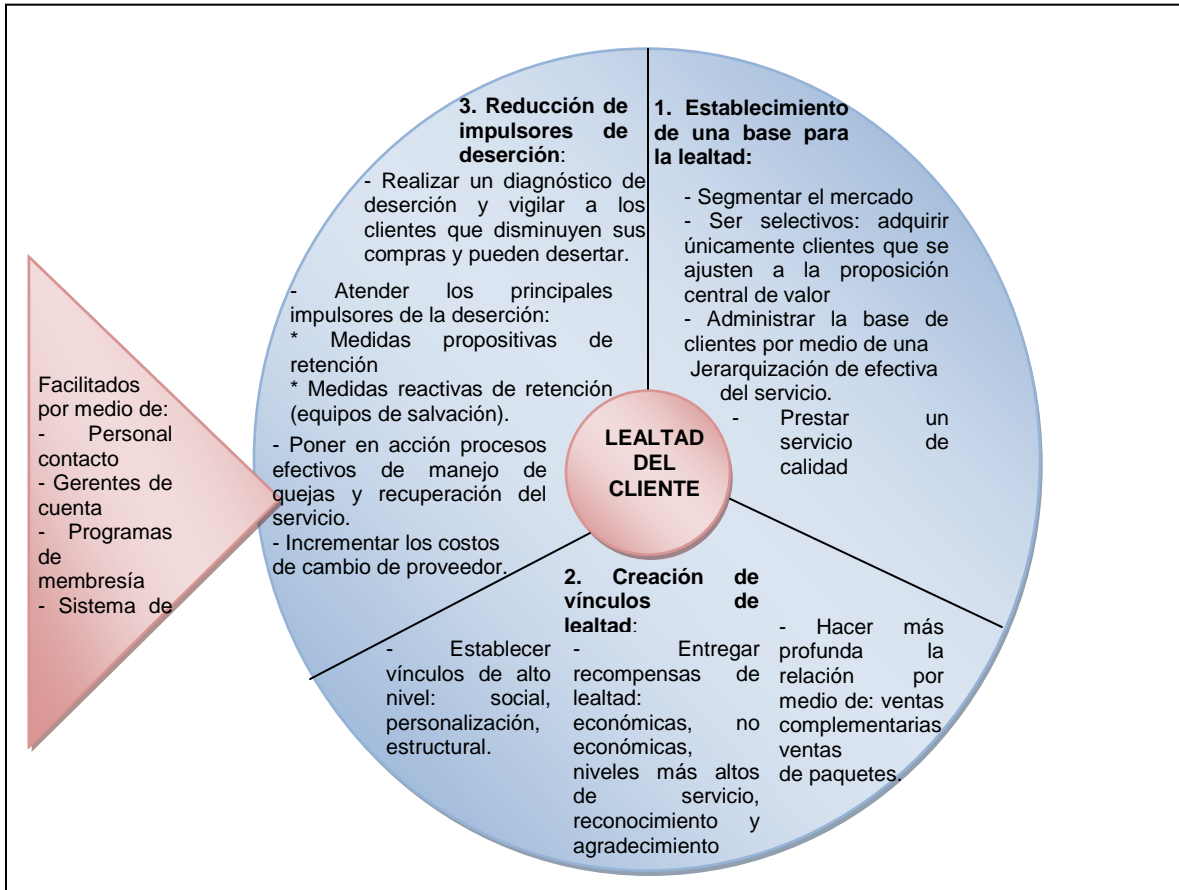 3. Reducción de
impulsores de
deserción:
- Realizar un diagnóstico de
deserción y vigilar a los
clientes que disminuyen sus
compras y pueden desertar.
- Atender los principales
impulsores de la deserción:
* Medidas propositivas de
retención
* Medidas reactivas de retención
(equipos de salvación).
- Poner en acción procesos
efectivos de manejo de
quejas y recuperación del
servicio.
- Incrementar los costos
de cambio de proveedor.
1. Establecimiento
de una base para
la lealtad:
- Segmentar el mercado
- Ser selectivos: adquirir
únicamente clientes que se
ajusten a la proposición
central de valor
- Administrar la base de
clientes por medio de una
Jerarquización de efectiva
del servicio.
- Prestar un
servicio de
calidad
LEALTAD
DEL
CLIENTE
Facilitados
por medio de:
- Personal
contacto
- Gerentes de
cuenta
- Programas
de
membresía
- Sistema de
2. Creación de
vínculos de
lealtad:
- Establecer
vínculos de alto
nivel: social,
personalización,
estructural.
- Entregar
recompensas de
lealtad:
económicas, no
económicas,
niveles más altos
de servicio,
reconocimiento y
agradecimiento
- Hacer más
profunda la
relación por
medio de: ventas
complementarias
ventas
de paquetes.